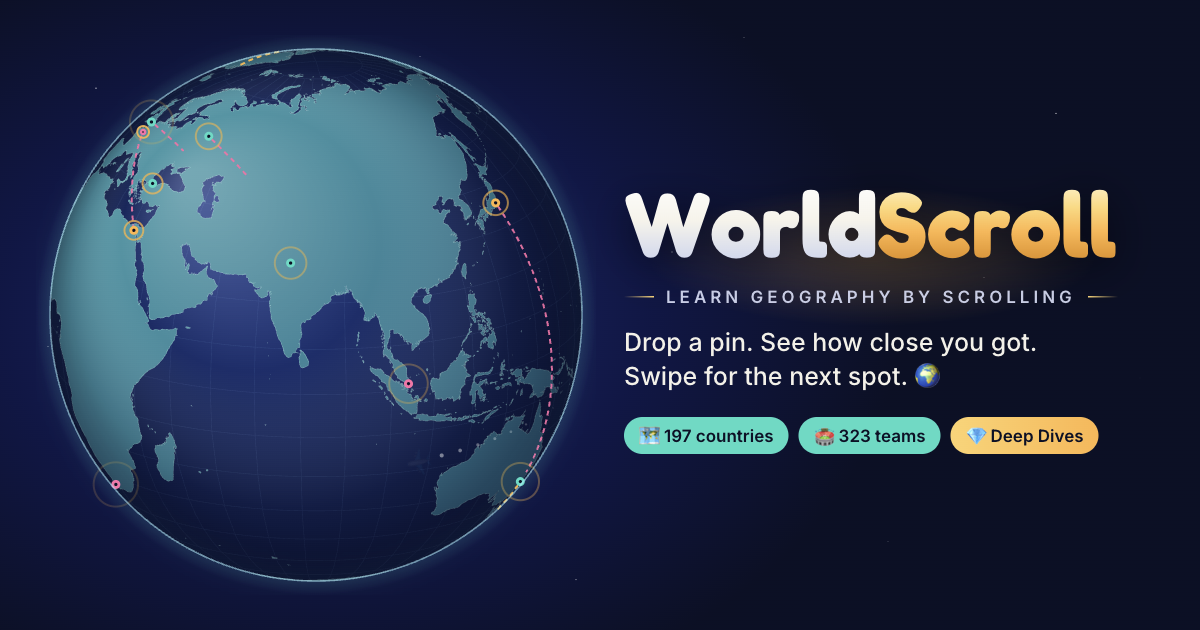 WorldScroll
LEARN GEOGRAPHY BY SCROLLING
Drop a pin. See how close you got.
Swipe for the next spot. 🌍
🗺️ 197 countries 🏟️ 323 teams 💎 Deep Dives